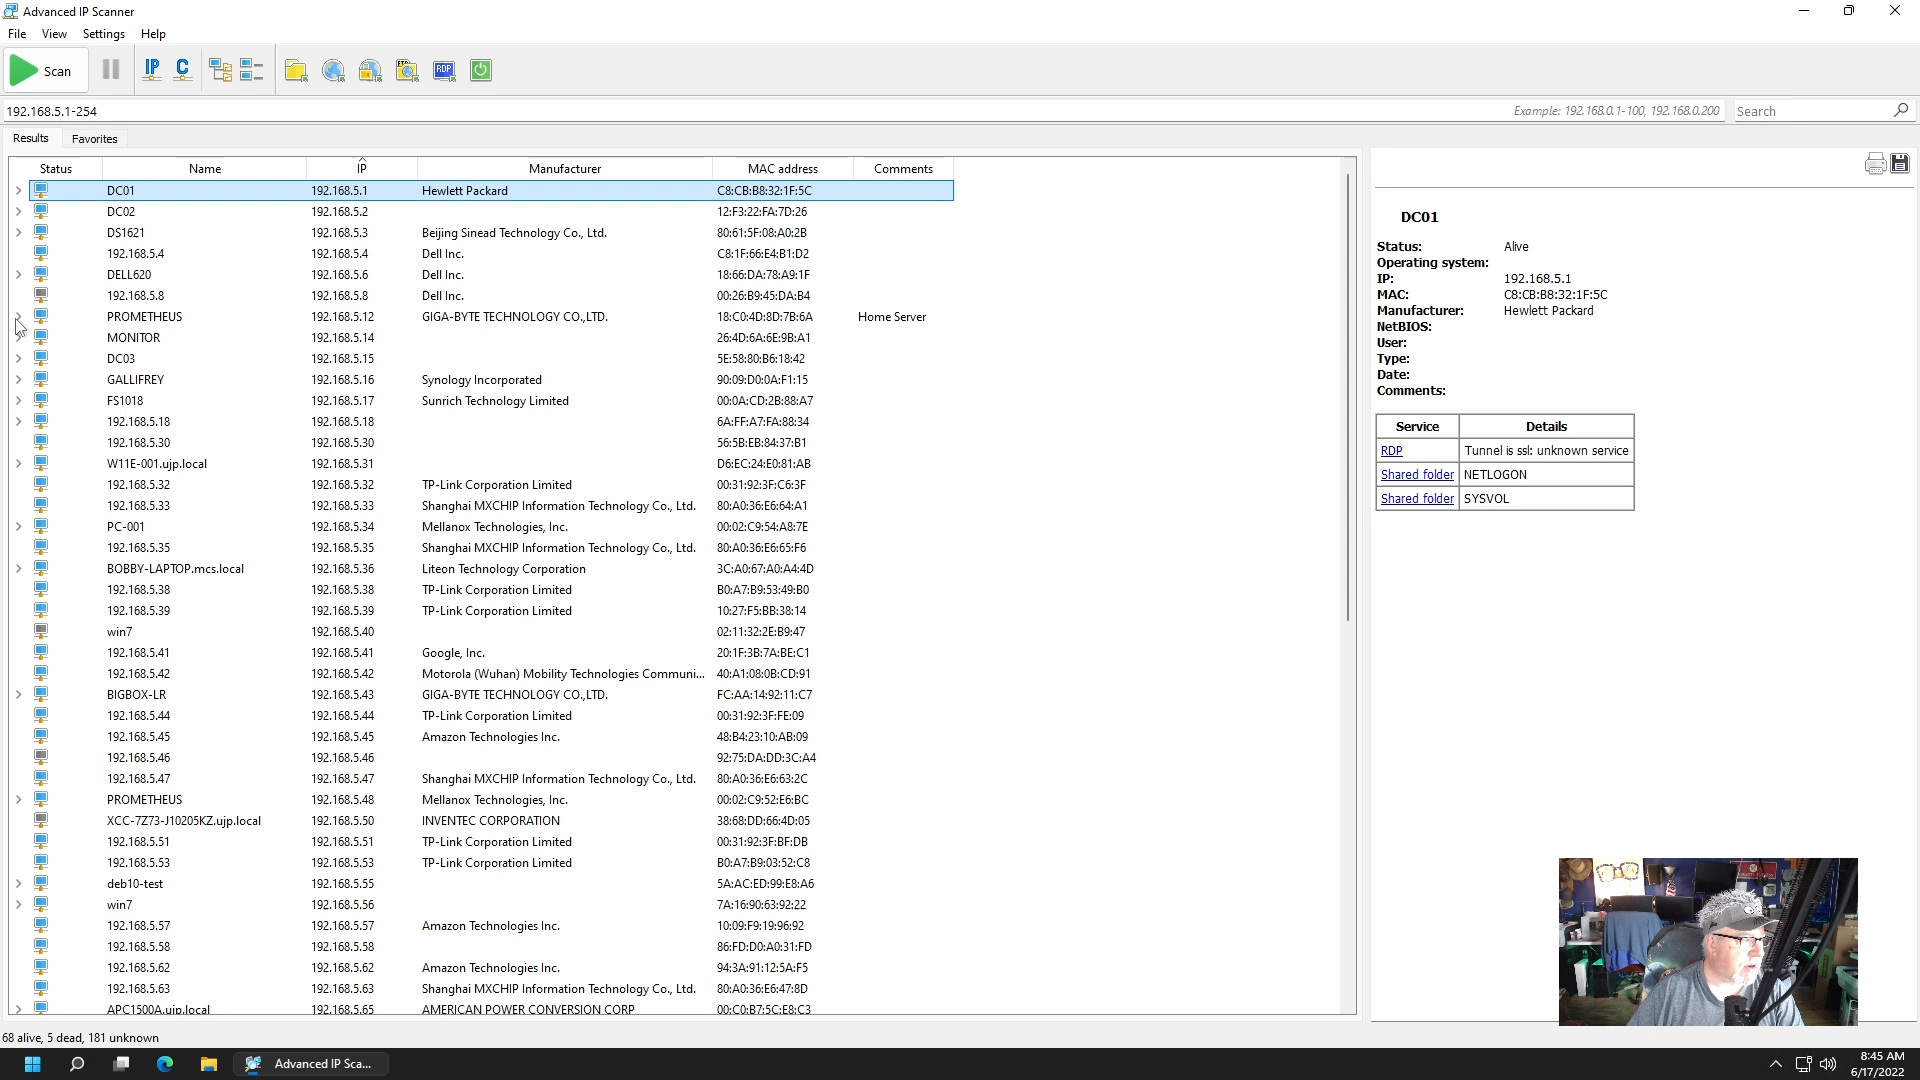 Advanced IP Scanner
File View Settings Help
Scan IP C FTP RDP
192.168.5.1-254 Example: 192.168.0.1-100, 192.168.0.200 Search
Results Favorites
Status Name IP Manufacturer MAC address Comments
DC01 192.168.5.1 Hewlett Packard C8:CB:B8:32:1F:5C
DC02 192.168.5.2 12:F3:22:FA:7D:26
DS1621 192.168.5.3 Beijing Sinead Technology Co., Ltd. 80:61:5F:08:A0:2B
192.168.5.4 192.168.5.4 Dell Inc. C8:1F:66:E4:B1:D2
DELL620 192.168.5.6 Dell Inc. 18:66:DA:78:A9:1F
192.168.5.8 192.168.5.8 Dell Inc. 00:26:B9:45:DA:B4
PROMETHEUS 192.168.5.12 GIGA-BYTE TECHNOLOGY CO.,LTD. 18:C0:4D:8D:7B:6A Home Server
MONITOR 192.168.5.14 26:4D:6A:6E:9B:A1
DC03 192.168.5.15 5E:58:80:B6:18:42
GALLIFREY 192.168.5.16 Synology Incorporated 90:09:D0:0A:F1:15
FS1018 192.168.5.17 Sunrich Technology Limited 00:0A:CD:2B:88:A7
192.168.5.18 192.168.5.18 6A:FF:A7:FA:88:34
192.168.5.30 192.168.5.30 56:5B:EB:84:37:B1
W11E-001.ujp.local 192.168.5.31 D6:EC:24:E0:81:AB
192.168.5.32 192.168.5.32 TP-Link Corporation Limited 00:31:92:3F:C6:3F
192.168.5.33 192.168.5.33 Shanghai MXCHIP Information Technology Co., Ltd. 80:A0:36:E6:64:A1
PC-001 192.168.5.34 Mellanox Technologies, Inc. 00:02:C9:54:A8:7E
192.168.5.35 192.168.5.35 Shanghai MXCHIP Information Technology Co., Ltd. 80:A0:36:E6:65:F6
BOBBY-LAPTOP.mcs.local 192.168.5.36 Liteon Technology Corporation 3C:A0:67:A0:A4:4D
192.168.5.38 192.168.5.38 TP-Link Corporation Limited B0:A7:B9:53:49:B0
192.168.5.39 192.168.5.39 TP-Link Corporation Limited 10:27:F5:BB:38:14
win7 192.168.5.40 02:11:32:2E:B9:47
192.168.5.41 192.168.5.41 Google, Inc. 20:1F:3B:7A:BE:C1
192.168.5.42 192.168.5.42 Motorola (Wuhan) Mobility Technologies Communi... 40:A1:08:0B:CD:91
BIGBOX-LR 192.168.5.43 GIGA-BYTE TECHNOLOGY CO.,LTD. FC:AA:14:92:11:C7
192.168.5.44 192.168.5.44 TP-Link Corporation Limited 00:31:92:3F:FE:09
192.168.5.45 192.168.5.45 Amazon Technologies Inc. 48:B4:23:10:AB:09
192.168.5.46 192.168.5.46 92:75:DA:DD:3C:A4
192.168.5.47 192.168.5.47 Shanghai MXCHIP Information Technology Co., Ltd. 80:A0:36:E6:63:2C
PROMETHEUS 192.168.5.48 Mellanox Technologies, Inc. 00:02:C9:52:E6:BC
XCC-7Z73-J10205KZ.ujp.local 192.168.5.50 INVENTEC CORPORATION 38:68:DD:66:4D:05
192.168.5.51 192.168.5.51 TP-Link Corporation Limited 00:31:92:3F:BF:DB
192.168.5.53 192.168.5.53 TP-Link Corporation Limited B0:A7:B9:03:52:C8
deb10-test 192.168.5.55 5A:AC:ED:99:E8:A6
win7 192.168.5.56 7A:16:90:63:92:22
192.168.5.57 192.168.5.57 Amazon Technologies Inc. 10:09:F9:19:96:92
192.168.5.58 192.168.5.58 86:FD:D0:A0:31:FD
192.168.5.62 192.168.5.62 Amazon Technologies Inc. 94:3A:91:12:5A:F5
192.168.5.63 192.168.5.63 Shanghai MXCHIP Information Technology Co., Ltd. 80:A0:36:E6:47:8D
APC1500A.ujp.local 192.168.5.65 AMERICAN POWER CONVERSION CORP 00:C0:B7:5C:E8:C3
DC01
Status: Alive
Operating system:
IP: 192.168.5.1
MAC: C8:CB:B8:32:1F:5C
Manufacturer: Hewlett Packard
NetBIOS:
User:
Type:
Date:
Comments:
Service Details
RDP Tunnel is ssl: unknown service
Shared folder NETLOGON
Shared folder SYSVOL
68 alive, 5 dead, 181 unknown
Advanced IP Sca...
8:45 AM
6/17/2022